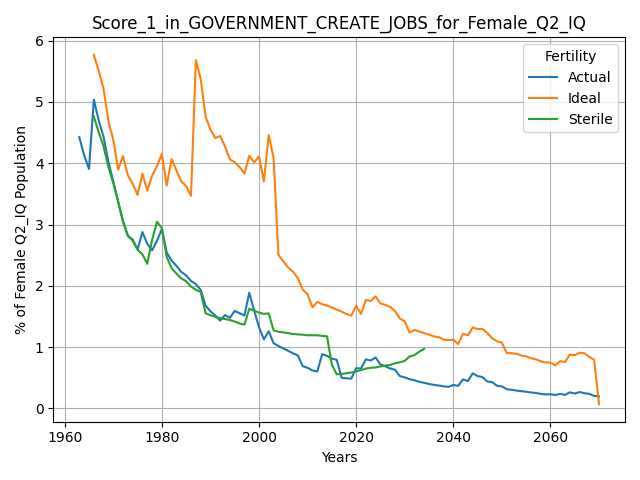 Score_1_in_GOVERNMENT_CREATE_JOBS_for_Female_Q2_IQ
% of Female Q2_IQ Population
6
5
4
3
2
1
0
Fertility
Actual
Ideal
Sterile
1960 1980 2000 2020 2040 2060
Years